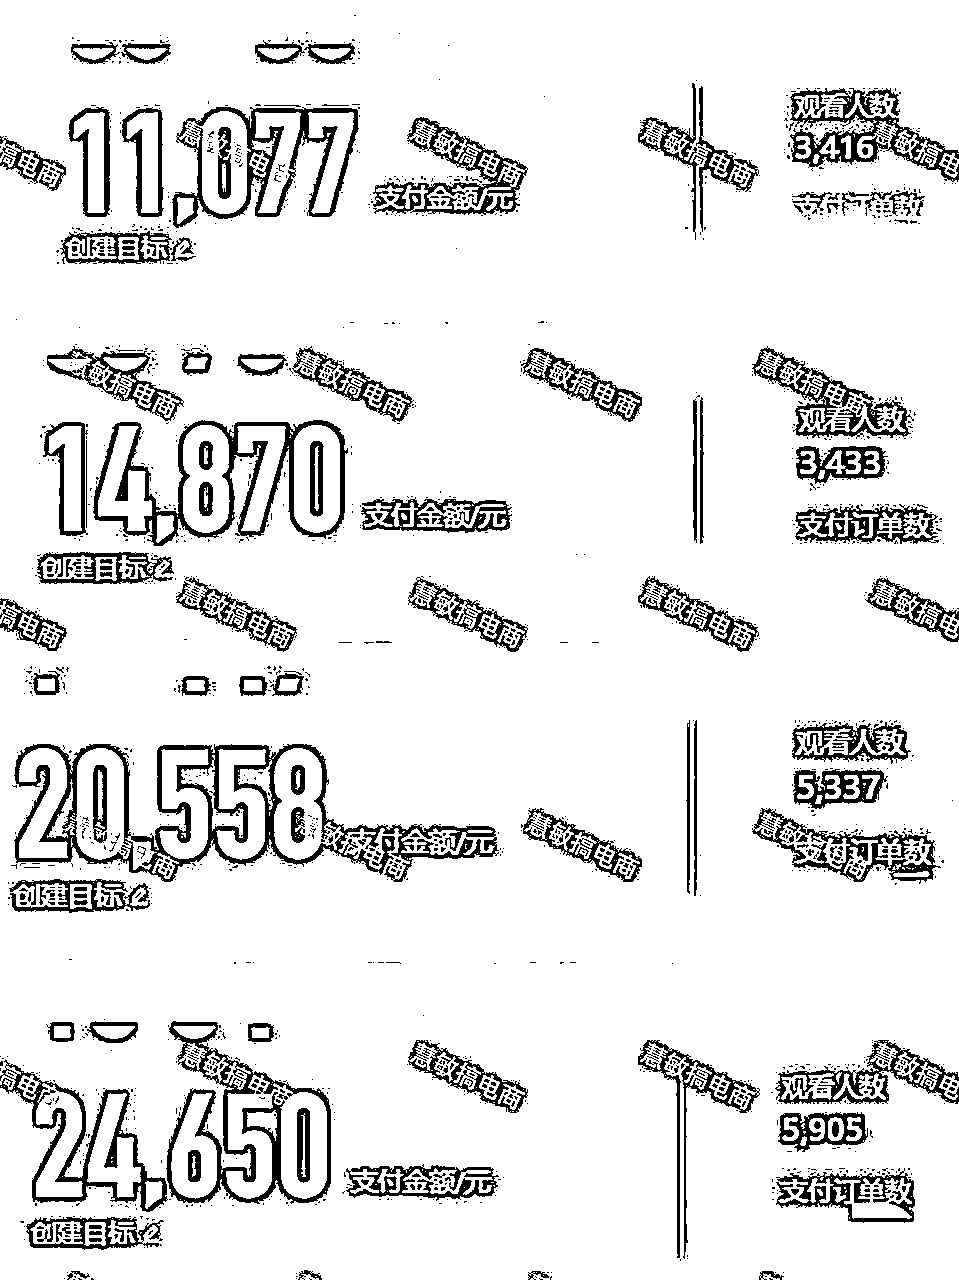 观看人数
慧敏搞电商
11,077
3,416
支付金额/元
支付订单数
创建目标
慧敏搞电商
14,870
观看人数
3,433
支付金额/元
支付订单数
创建目标
慧敏搞电商
20,558
观看人数
5,337
支付金额/元
支付订单数
创建目标
慧敏搞电商
24,650
观看人数
5,905
支付金额/元
支付订单数
创建目标